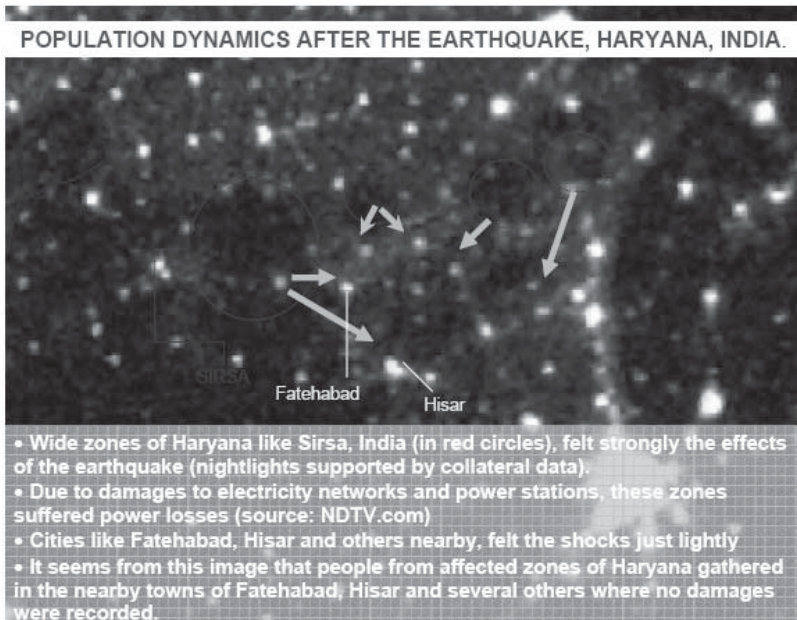 POPULATION DYNAMICS AFTER THE EARTHQUAKE, HARYANA, INDIA.
SIRSA
Fatehabad
Hisar
• Wide zones of Haryana like Sirsa, India (in red circles), felt strongly the effects
of the earthquake (nightlights supported by collateral data).
• Due to damages to electricity networks and power stations, these zones
suffered power losses (source: NDTV.com)
• Cities like Fatehabad, Hisar and others nearby, felt the shocks just lightly
• It seems from this image that people from affected zones of Haryana gathered
in the nearby towns of Fatehabad, Hisar and several others where no damages
were recorded.